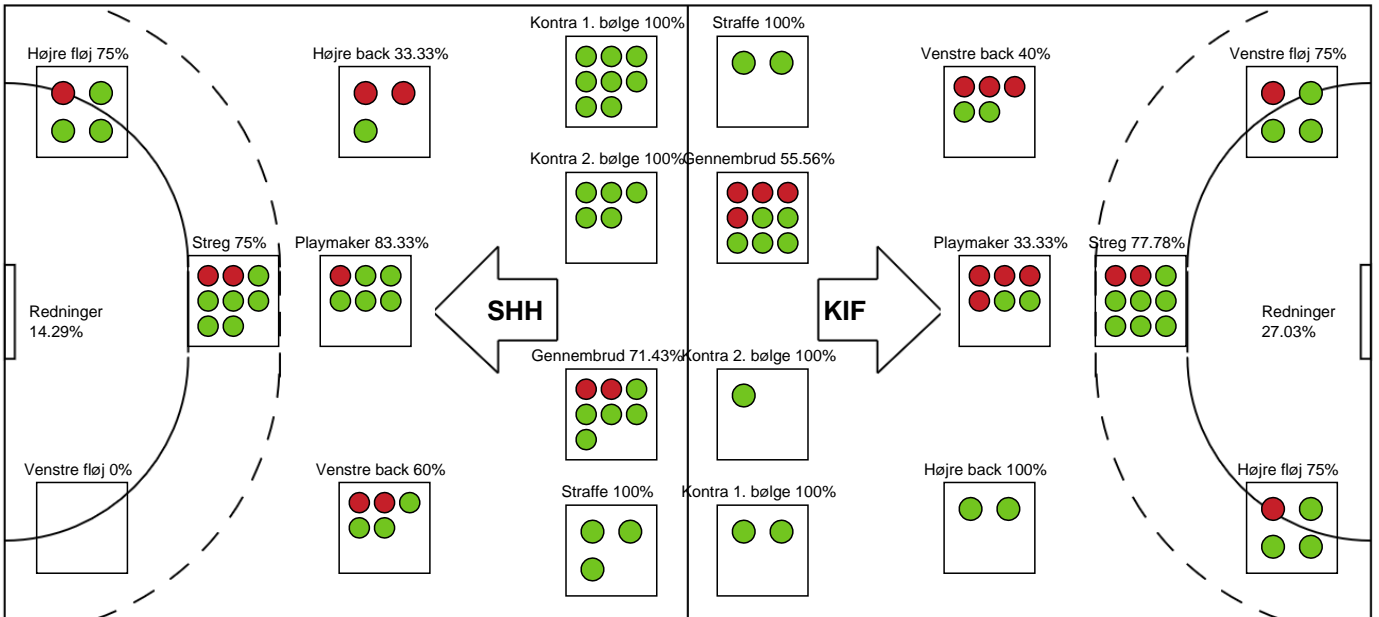 Kontra 1. bølge 100%
Straffe 100%
Højre fløj 75%
Højre back 33.33%
Venstre back 40%
Venstre fløj 75%
Kontra 2. bølge 100%
Gennembrud 55.56%
Streg 75%
Playmaker 83.33%
Playmaker 33.33%
Streg 77.78%
Redninger
14.29%
SHH
KIF
Redninger
27.03%
Gennembrud 71.43%
Kontra 2. bølge 100%
Venstre fløj 0%
Venstre back 60%
Højre back 100%
Højre fløj 75%
Straffe 100%
Kontra 1. bølge 100%